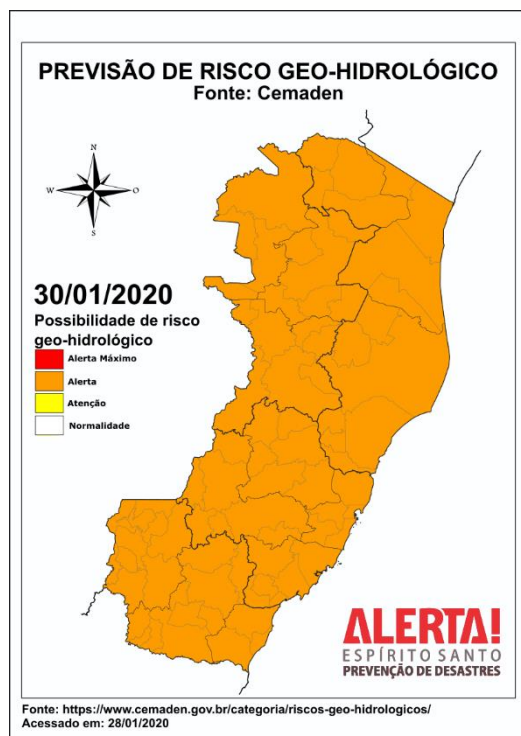 PREVISÃO DE RISCO GEO-HIDROLÓGICO
Fonte: Cemaden
N
W
O
S
30/01/2020
Possibilidade de risco
geo-hidrológico
Alerta Máximo
Alerta
Atenção
Normalidade
ALERTA!
ESPÍRITO SANTO
PREVENÇÃO DE DESASTRES
Fonte: https://www.cemaden.gov.br/categoria/riscos-geo-hidrologicos/
Acessado em: 28/01/2020